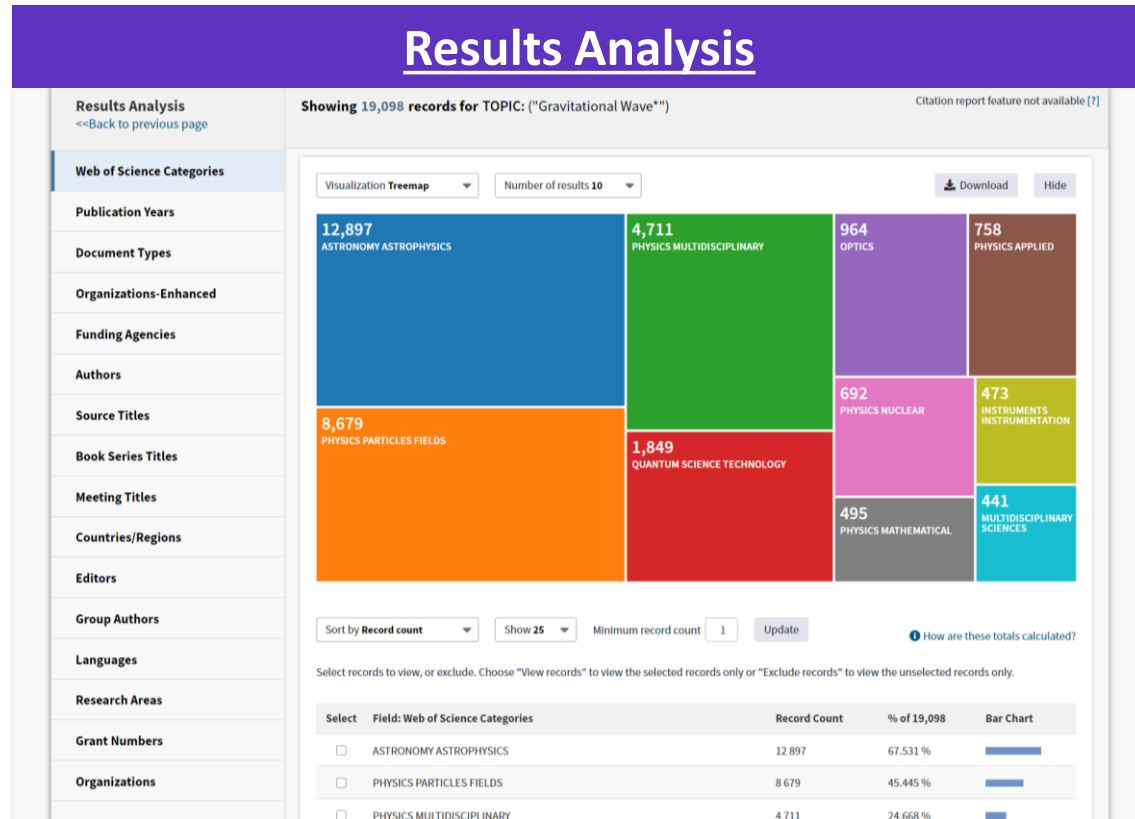 Results Analysis
Results Analysis
<<Back to previous page
Showing 19,098 records for TOPIC: ("Gravitational Wave*")
Citation report feature not available [?]
Web of Science Categories
Publication Years
Document Types
Organizations-Enhanced
Funding Agencies
Authors
Source Titles
Book Series Titles
Meeting Titles
Countries/Regions
Editors
Group Authors
Languages
Research Areas
Grant Numbers
Organizations
Visualization Treemap
Number of results 10
Download
Hide
12,897
ASTRONOMY ASTROPHYSICS
4,711
PHYSICS MULTIDISCIPLINARY
964
OPTICS
758
PHYSICS APPLIED
8,679
PHYSICS PARTICLES FIELDS
1,849
QUANTUM SCIENCE TECHNOLOGY
692
PHYSICS NUCLEAR
473
INSTRUMENTS
INSTRUMENTATION
495
PHYSICS MATHEMATICAL
441
MULTIDISCIPLINARY
SCIENCES
Sort by Record count
Show 25
Minimum record count 1
Update
How are these totals calculated?
Select records to view, or exclude. Choose "View records" to view the selected records only or "Exclude records" to view the unselected records only.
Select Field: Web of Science Categories Record Count % of 19,098 Bar Chart
ASTRONOMY ASTROPHYSICS 12 897 67.531 %
PHYSICS PARTICLES FIELDS 8 679 45.445 %
PHYSICS MULTIDISCIPLINARY 4 711 24.668 %